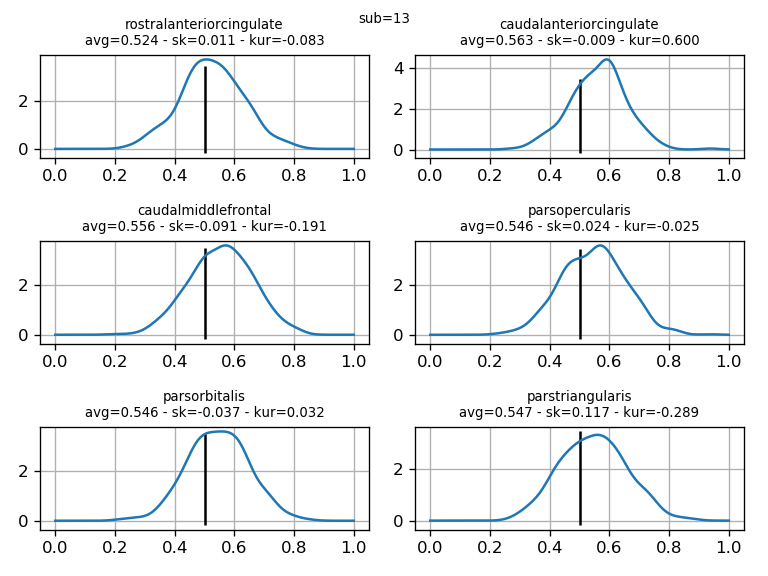 sub=13
rostralanteriorcingulate
avg=0.524 - sk=0.011 - kur=-0.083
2
0
0.0 0.2 0.4 0.6 0.8 1.0
caudalanteriorcingulate
avg=0.563 - sk=-0.009 - kur=0.600
4
2
0
0.0 0.2 0.4 0.6 0.8 1.0
caudalmiddlefrontal
avg=0.556 - sk=-0.091 - kur=-0.191
2
0
0.0 0.2 0.4 0.6 0.8 1.0
parsopercularis
avg=0.546 - sk=0.024 - kur=-0.025
2
0
0.0 0.2 0.4 0.6 0.8 1.0
parsorbitalis
avg=0.546 - sk=-0.037 - kur=0.032
2
0
0.0 0.2 0.4 0.6 0.8 1.0
parstriangularis
avg=0.547 - sk=0.117 - kur=-0.289
2
0
0.0 0.2 0.4 0.6 0.8 1.0